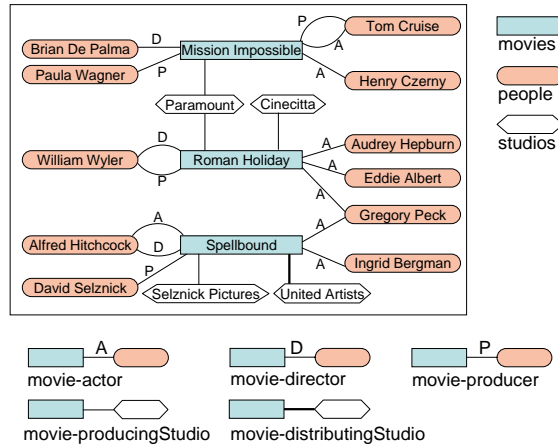 P
Tom Cruise
Brian De Palma
D
Mission Impossible
A
Paula Wagner
P
A
Henry Czerny
Paramount
Cinecitta
D
A
Audrey Hepburn
William Wyler
Roman Holiday
A
Eddie Albert
P
A
Gregory Peck
A
A
Alfred Hitchcock
D
Spellbound
P
A
Ingrid Bergman
David Selznick
Selznick Pictures
United Artists
movies
people
studios
A
movie-actor
D
movie-director
P
movie-producer
movie-producingStudio
movie-distributingStudio